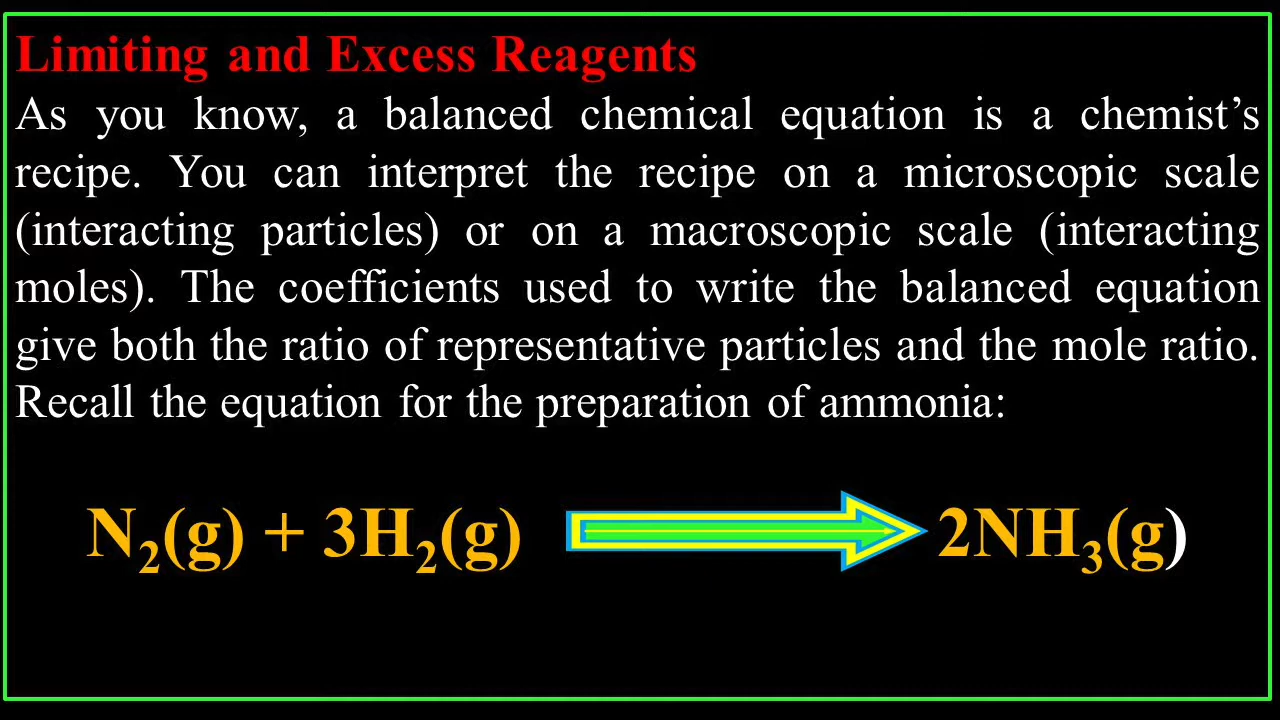 Limiting and Excess Reagents
As you know, a balanced chemical equation is a chemist’s
recipe. You can interpret the recipe on a microscopic scale
(interacting particles) or on a macroscopic scale (interacting
moles). The coefficients used to write the balanced equation
give both the ratio of representative particles and the mole ratio.
Recall the equation for the preparation of ammonia:
N₂(g) + 3H₂(g) 2NH₃(g)